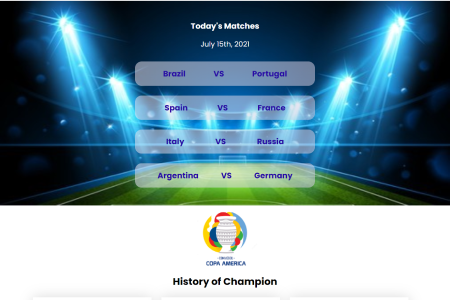 Today's Matches
July 15th, 2021
Brazil VS Portugal
Spain VS France
Italy VS Russia
Argentina VS Germany
COPA AMERICA
History of Champion